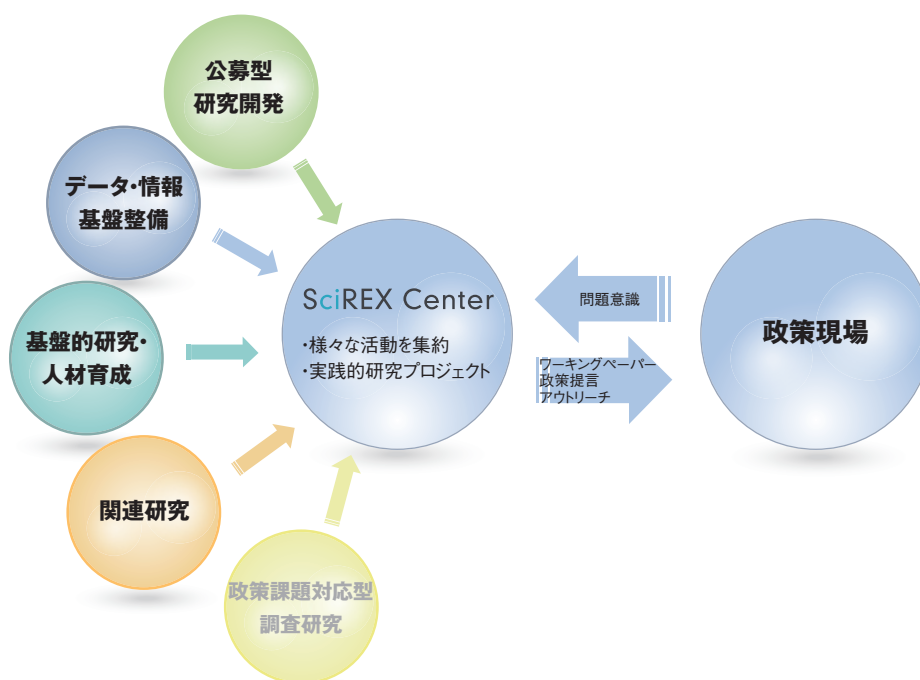 公募型
研究開発
データ・情報
基盤整備
基盤的研究・
人材育成
関連研究
政策課題対応型
調査研究
SciREX Center
・様々な活動を集約
・実践的研究プロジェクト
問題意識
ワーキングペーパー
政策提言
アウトリーチ
政策現場